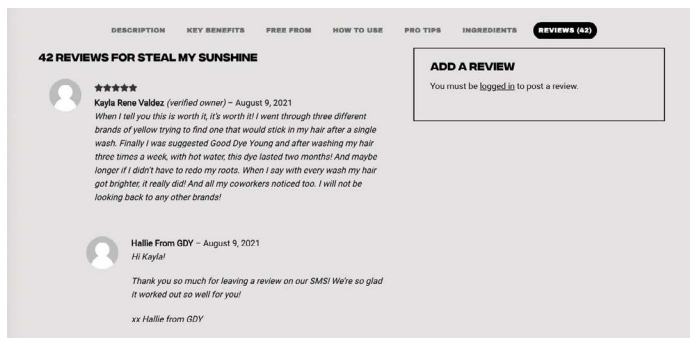 DESCRIPTION KEY BENEFITS FREE FROM HOW TO USE PRO TIPS INGREDIENTS REVIEWS (42)
42 REVIEWS FOR STEAL MY SUNSHINE
Kayla Rene Valdez (verified owner) – August 9, 2021
When I tell you this is worth it, it's worth it! I went through three different
brands of yellow trying to find one that would stick in my hair after a single
wash. Finally I was suggested Good Dye Young and after washing my hair
three times a week, with hot water, this dye lasted two months! And maybe
longer if I didn't have to redo my roots. When I say with every wash my hair
got brighter, it really did! And all my coworkers noticed too. I will not be
looking back to any other brands!
Hallie From GDY – August 9, 2021
Hi Kayla!
Thank you so much for leaving a review on our SMS! We're so glad
it worked out so well for you!
xx Hallie from GDY
ADD A REVIEW
You must be logged in to post a review.